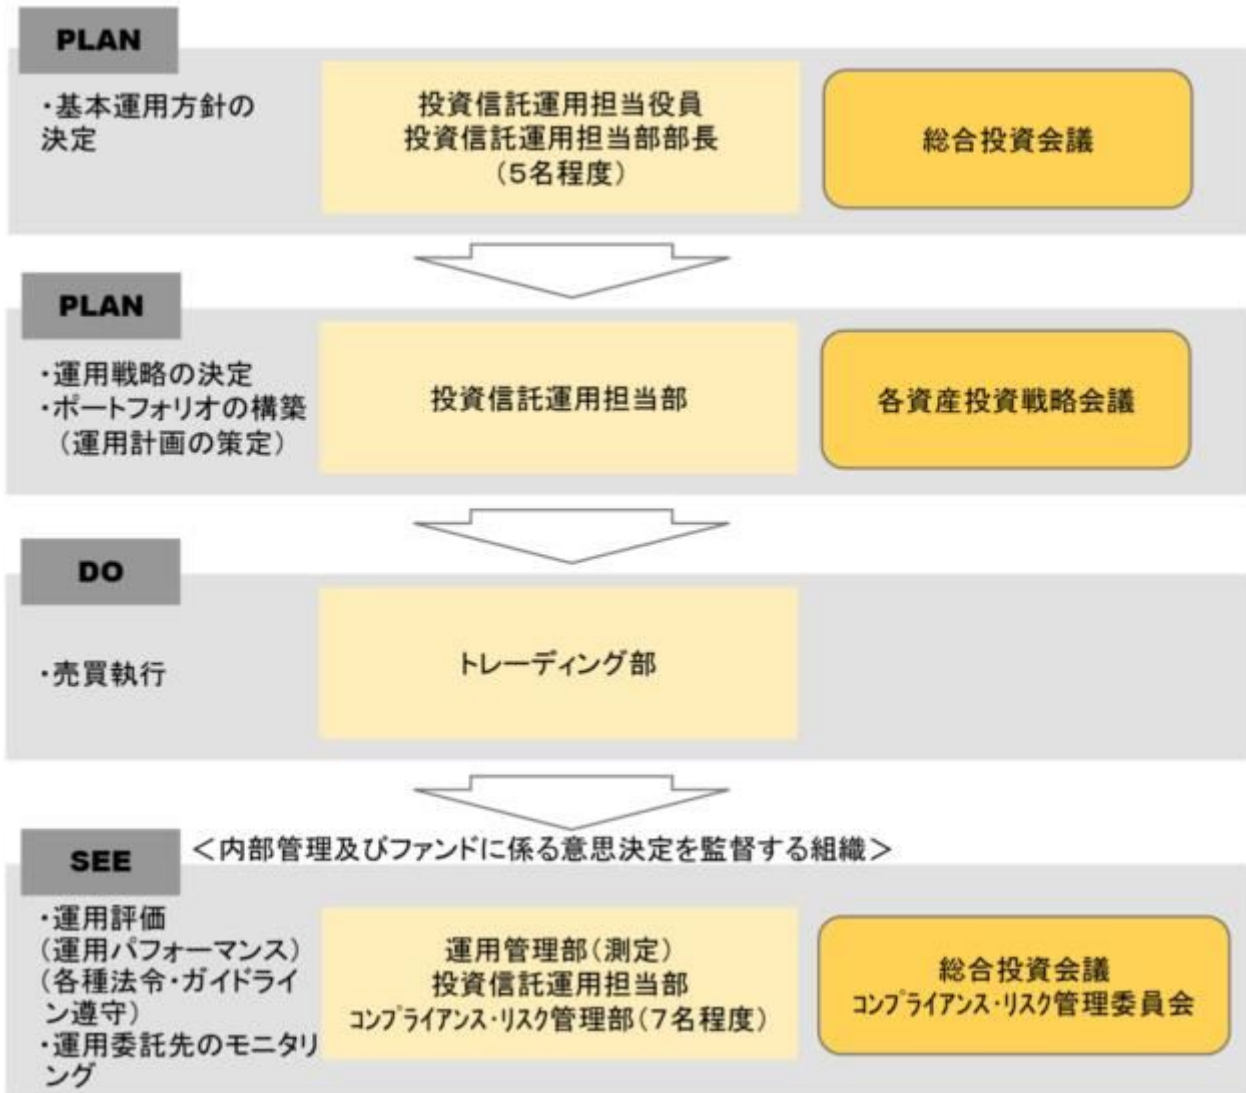 PLAN
・基本運用方針の
決定
投資信託運用担当役員
投資信託運用担当部部長
(5名程度)
総合投資会議
PLAN
・運用戦略の決定
・ポートフォリオの構築
(運用計画の策定)
投資信託運用担当部
各資産投資戦略会議
DO
・売買執行
トレーディング部
SEE
＜内部管理及びファンドに係る意思決定を監督する組織＞
・運用評価
(運用パフォーマンス)
(各種法令・ガイドライ
ン遵守)
・運用委託先のモニタリ
ング
運用管理部(測定)
投資信託運用担当部
ｺﾝﾌﾟﾗｲｱﾝｽ・ﾘｽｸ管理部(7名程度)
総合投資会議
ｺﾝﾌﾟﾗｲｱﾝｽ・ﾘｽｸ管理委員会